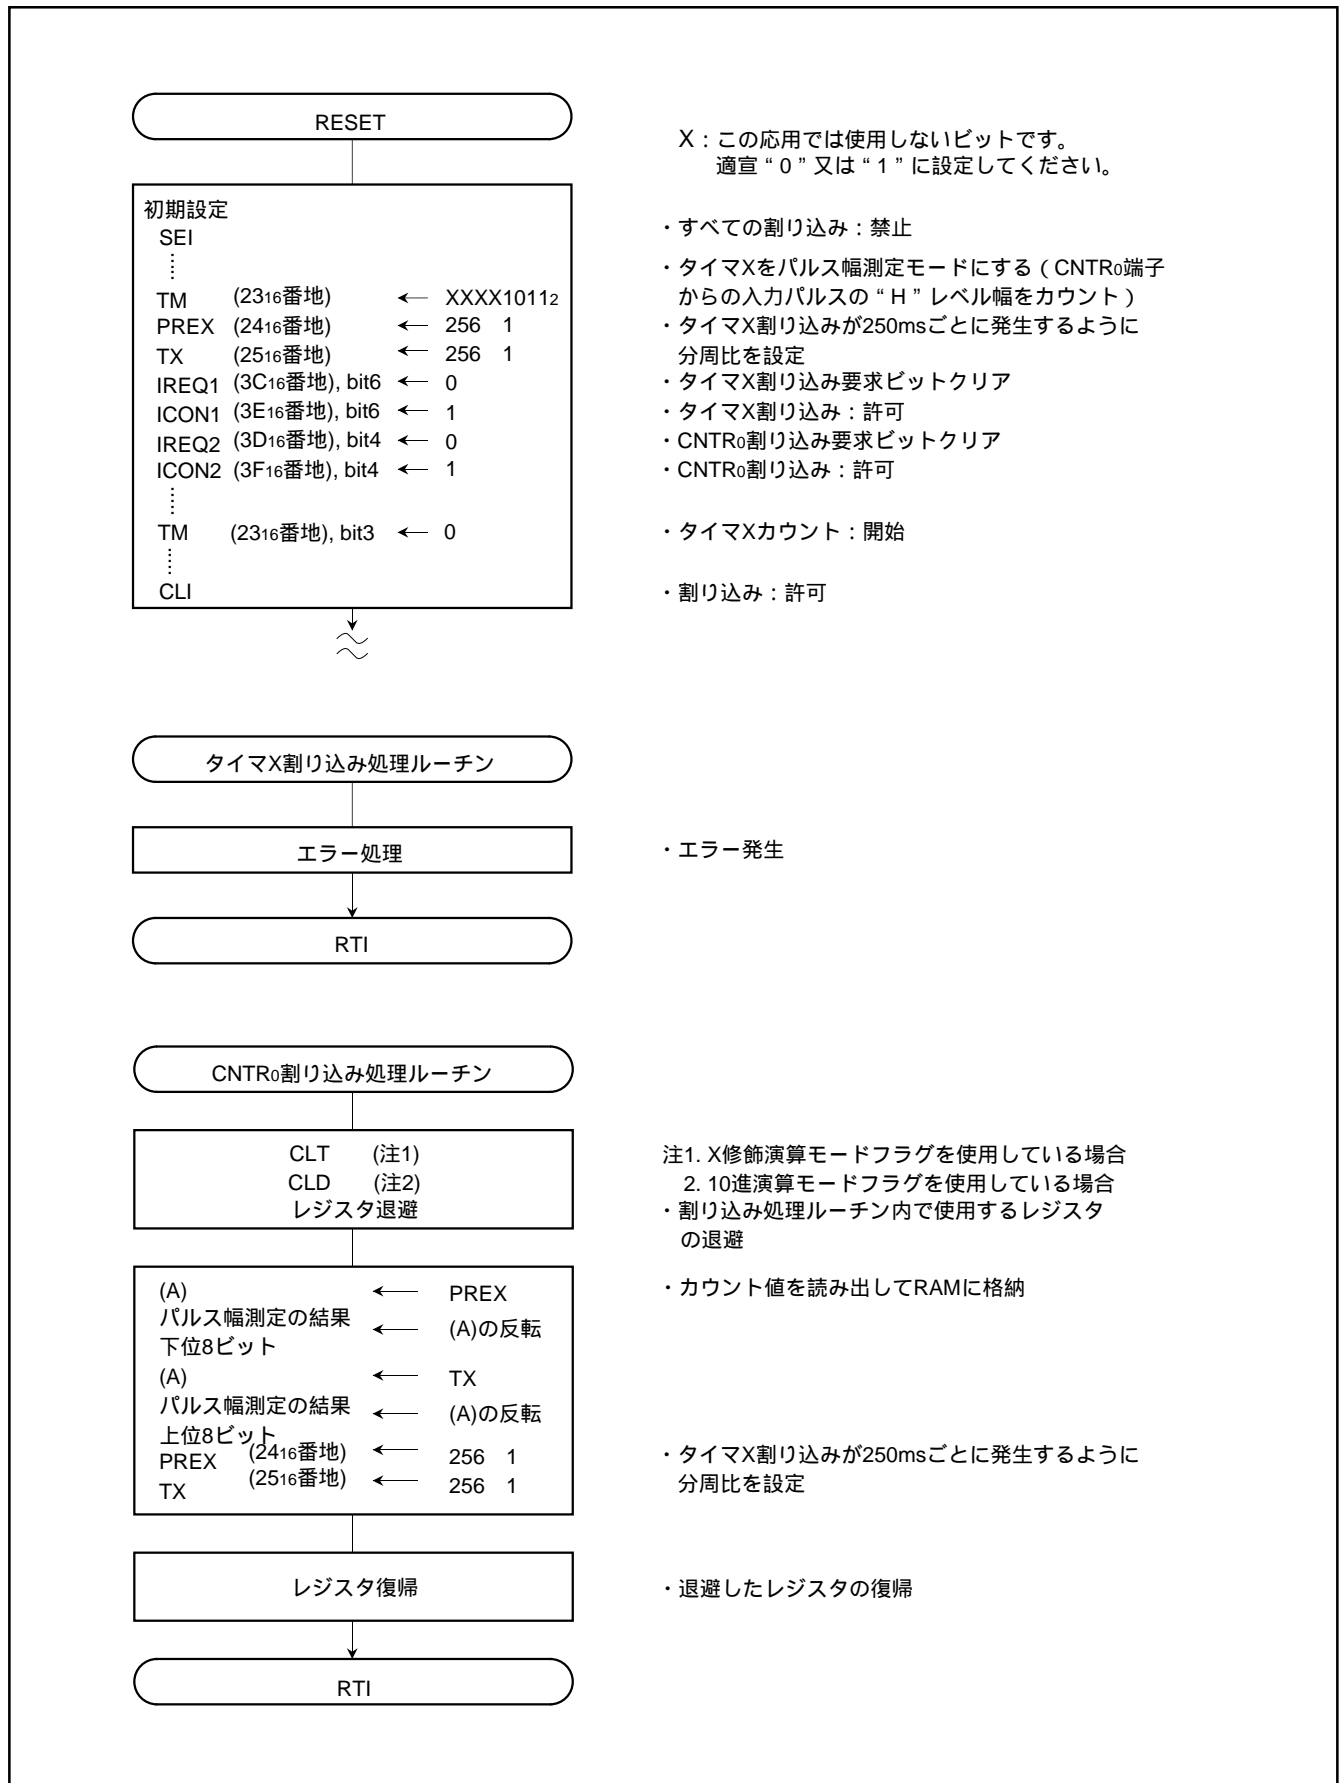 RESET
X：この応用では使用しないビットです。
適宣“0”又は“1”に設定してください。
初期設定
SEI ・すべての割り込み：禁止
・タイマXをパルス幅測定モードにする（CNTR0端子
TM (2316番地) ← XXXX10112 からの入力パルスの“H”レベル幅をカウント）
PREX (2416番地) ← 256 1 ・タイマX割り込みが250msごとに発生するように
TX (2516番地) ← 256 1 分周比を設定
IREQ1 (3C16番地), bit6 ← 0 ・タイマX割り込み要求ビットクリア
ICON1 (3E16番地), bit6 ← 1 ・タイマX割り込み：許可
IREQ2 (3D16番地), bit4 ← 0 ・CNTR0割り込み要求ビットクリア
ICON2 (3F16番地), bit4 ← 1 ・CNTR0割り込み：許可
TM (2316番地), bit3 ← 0 ・タイマXカウント：開始
CLI ・割り込み：許可
タイマX割り込み処理ルーチン
エラー処理 ・エラー発生
RTI
CNTR0割り込み処理ルーチン
CLT (注1) 注1. X修飾演算モードフラグを使用している場合
CLD (注2) 2. 10進演算モードフラグを使用している場合
レジスタ退避 ・割り込み処理ルーチン内で使用するレジスタ
の退避
(A) ← PREX ・カウント値を読み出してRAMに格納
パルス幅測定の結果 ← (A)の反転
下位8ビット
(A) ← TX
パルス幅測定の結果 ← (A)の反転
上位8ビット
PREX (2416番地) ← 256 1 ・タイマX割り込みが250msごとに発生するように
TX (2516番地) ← 256 1 分周比を設定
レジスタ復帰 ・退避したレジスタの復帰
RTI